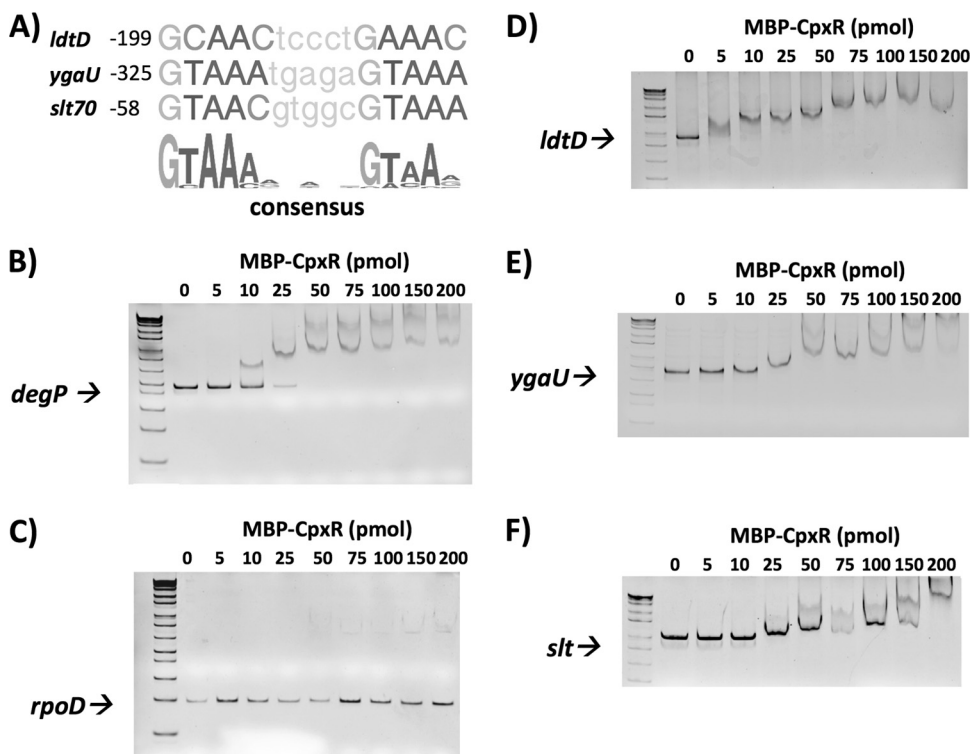 A)
ldtD -199 GCAACtccctGAAAC
ygaU -325 GTAAAtgagaGTAAA
slt70 -58 GTAACgtggcGTAAA
GTAAA GTAAA
consensus
B)
MBP-CpxR (pmol)
0 5 10 25 50 75 100 150 200
degP →
C)
MBP-CpxR (pmol)
0 5 10 25 50 75 100 150 200
rpoD →
D)
MBP-CpxR (pmol)
0 5 10 25 50 75 100 150 200
ldtD →
E)
MBP-CpxR (pmol)
0 5 10 25 50 75 100 150 200
ygaU →
F)
MBP-CpxR (pmol)
0 5 10 25 50 75 100 150 200
slt →